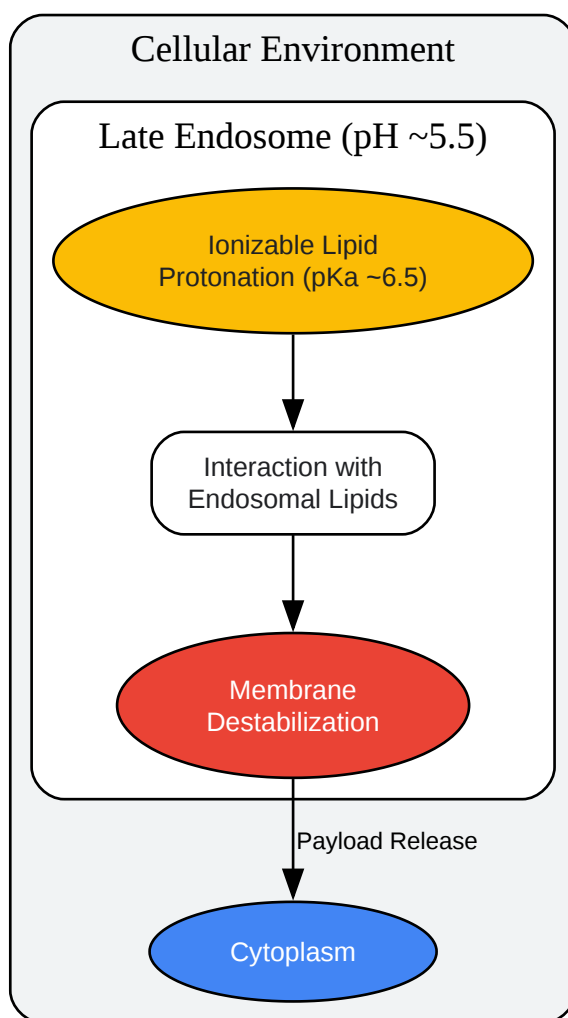 Cellular Environment
Late Endosome (pH ~5.5)
Ionizable Lipid
Protonation (pKa ~6.5)
Interaction with
Endosomal Lipids
Membrane
Destabilization
Payload Release
Cytoplasm